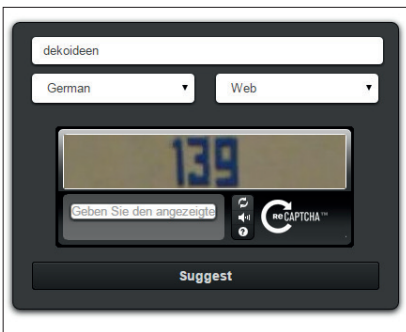 dekoideen
German Web
139
Geben Sie den angezeigte
reCAPTCHA™
Suggest